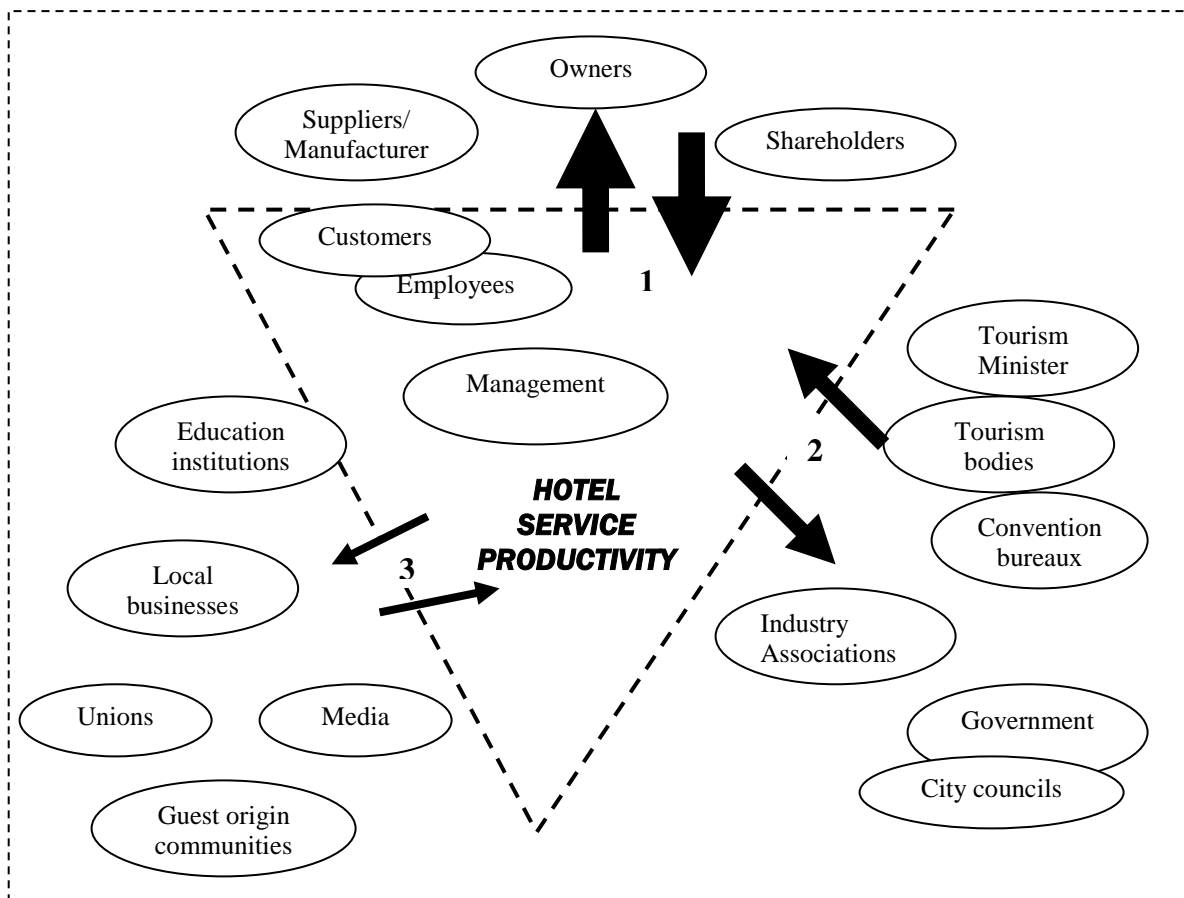 Owners
Suppliers/
Manufacturer
Shareholders
Customers
Employees
1
Tourism
Minister
Management
Education
institutions
Tourism
bodies
2
HOTEL
SERVICE
PRODUCTIVITY
Convention
bureaux
Local
businesses
3
Industry
Associations
Unions
Media
Government
City councils
Guest origin
communities